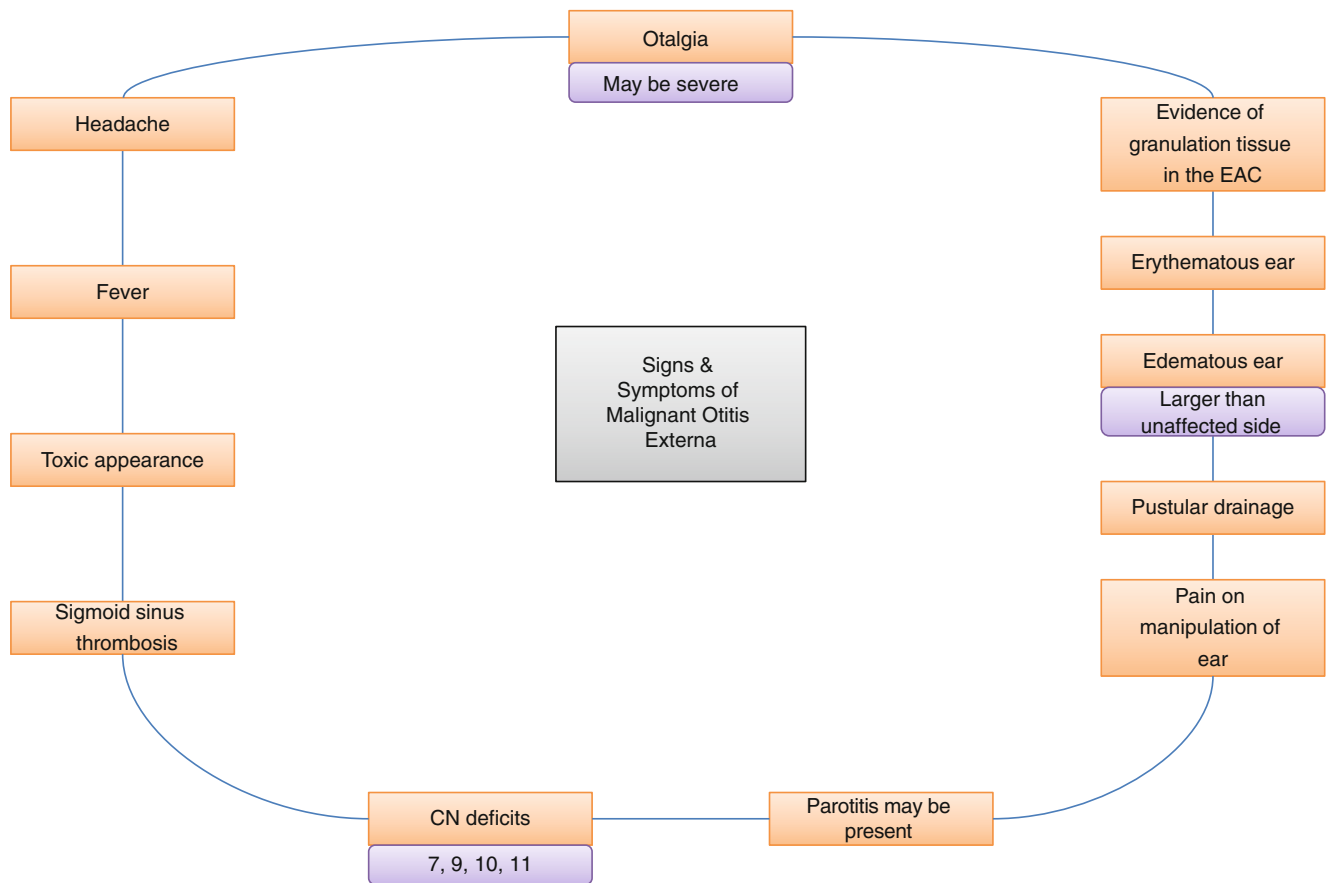 Otalgia
May be severe
Headache
Evidence of
granulation tissue
in the EAC
Erythematous ear
Fever
Signs &
Symptoms of
Malignant Otitis
Externa
Edematous ear
Larger than
unaffected side
Toxic appearance
Pustular drainage
Sigmoid sinus
thrombosis
Pain on
manipulation of
ear
CN deficits
7, 9, 10, 11
Parotitis may be
present